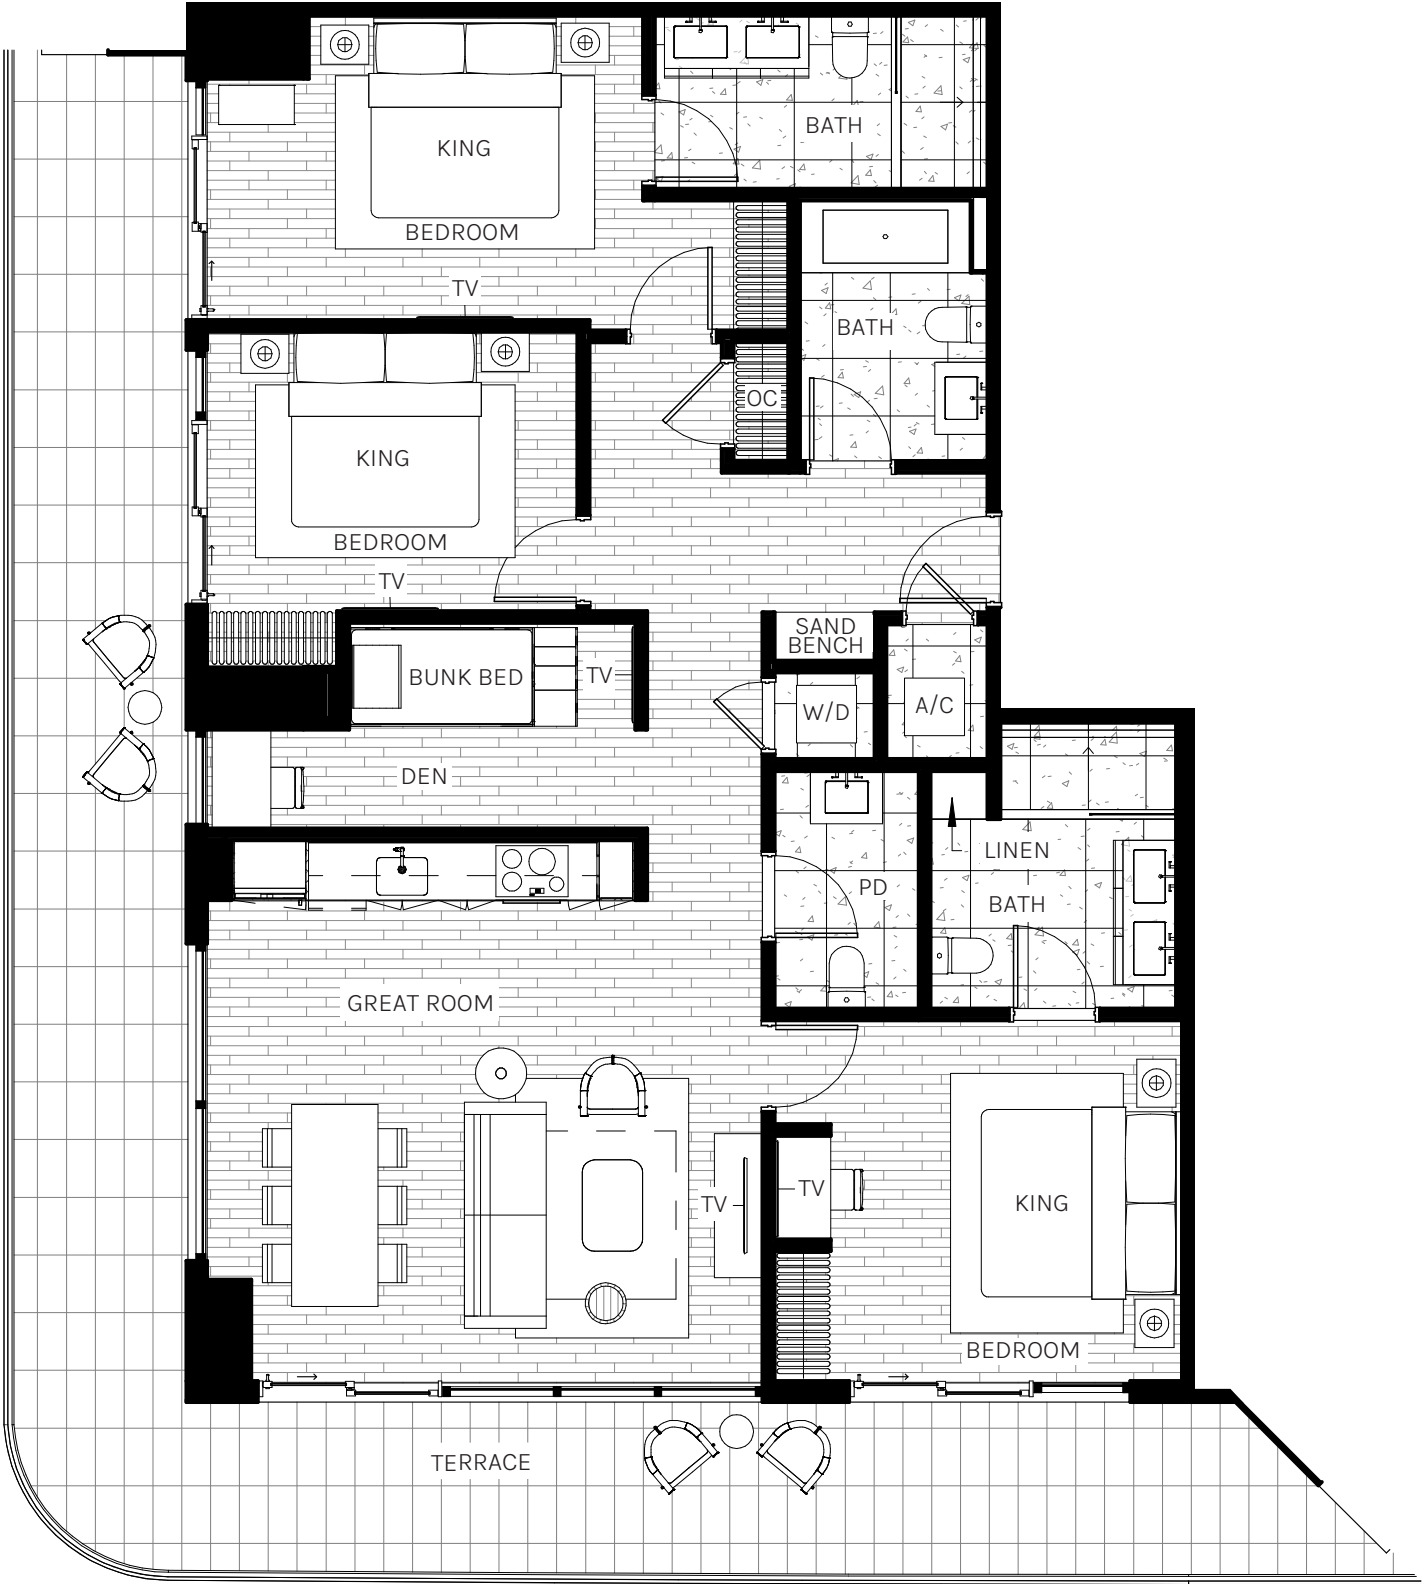 BATH
KING
BEDROOM
TV
BATH
OC
KING
BEDROOM
TV
SAND
BENCH
BUNK BED
TV
W/D
A/C
DEN
LINEN
PD
BATH
GREAT ROOM
TV
TV
KING
BEDROOM
TERRACE